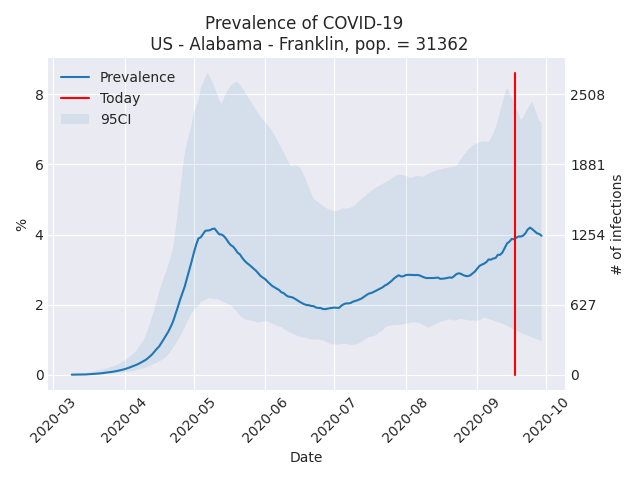 Prevalence of COVID-19
US - Alabama - Franklin, pop. = 31362
Prevalence
Today
95CI
8
6
4
2
0
%
2508
1881
1254
627
0
# of infections
2020-03
2020-04
2020-05
2020-06
2020-07
2020-08
2020-09
2020-10
Date